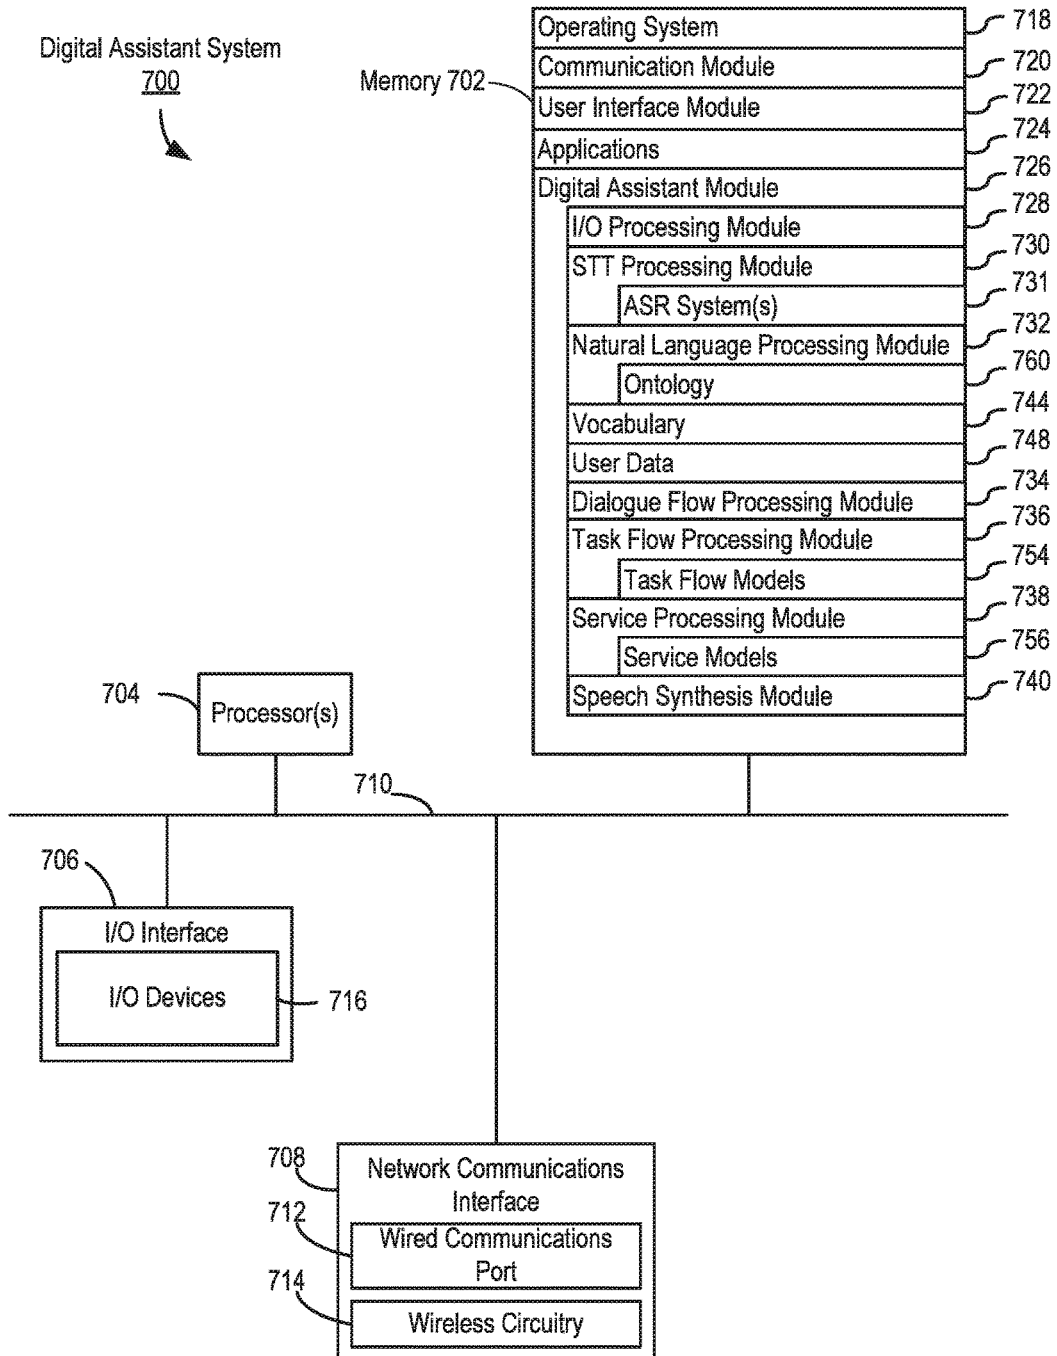 Digital Assistant System
700
Memory 702
Operating System
718
Communication Module
720
User Interface Module
722
Applications
724
Digital Assistant Module
726
I/O Processing Module
728
STT Processing Module
730
ASR System(s)
731
Natural Language Processing Module
732
Ontology
760
Vocabulary
744
User Data
748
Dialogue Flow Processing Module
734
Task Flow Processing Module
736
Task Flow Models
754
Service Processing Module
738
Service Models
756
Speech Synthesis Module
740
704
Processor(s)
710
706
I/O Interface
I/O Devices
716
708
Network Communications
Interface
712
Wired Communications
Port
714
Wireless Circuitry